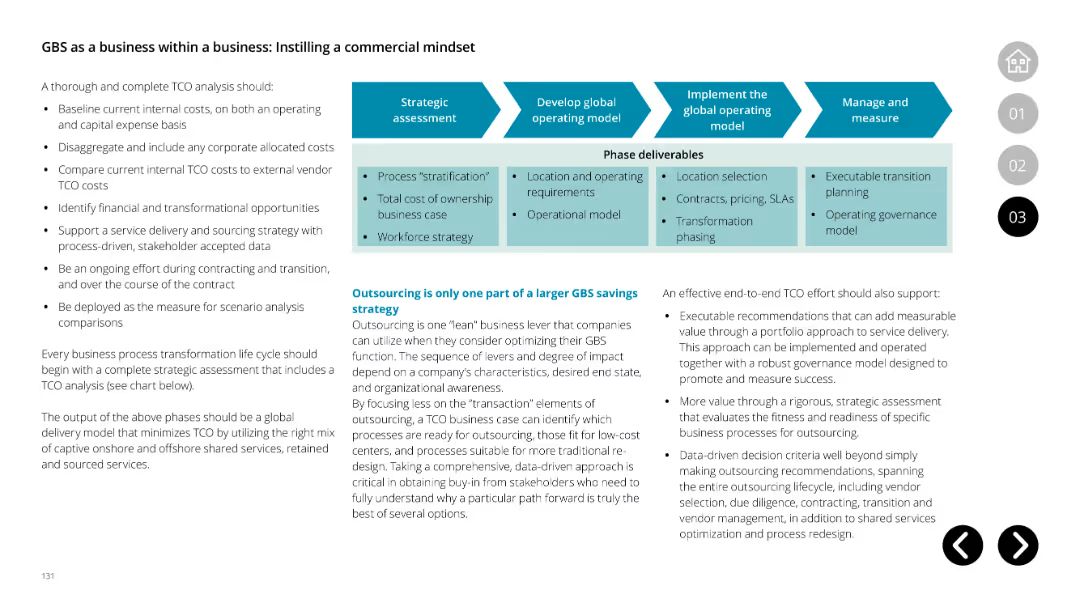 GBS as a business within a business: Instilling a commercial mindset
A thorough and complete TCO analysis should:
• Baseline current internal costs, on both an operating
and capital expense basis
• Disaggregate and include any corporate allocated costs
• Compare current internal TCO costs to external vendor
TCO costs
• Identify financial and transformational opportunities
• Support a service delivery and sourcing strategy with
process-driven, stakeholder accepted data
• Be an ongoing effort during contracting and transition,
and over the course of the contract
• Be deployed as the measure for scenario analysis
comparisons
Every business process transformation life cycle should
begin with a complete strategic assessment that includes a
TCO analysis (see chart below).
The output of the above phases should be a global
delivery model that minimizes TCO by utilizing the right mix
of captive onshore and offshore shared services, retained
and sourced services.
Strategic
assessment
Develop global
operating model
Implement the
global operating
model
Manage and
measure
Phase deliverables
• Process “stratification”
• Total cost of ownership
business case
• Workforce strategy
• Location and operating
requirements
• Operational model
• Location selection
• Contracts, pricing, SLAs
• Transformation
phasing
• Executable transition
planning
• Operating governance
model
Outsourcing is only one part of a larger GBS savings
strategy
Outsourcing is one “lean” business lever that companies
can utilize when they consider optimizing their GBS
function. The sequence of levers and degree of impact
depend on a company’s characteristics, desired end state,
and organizational awareness.
By focusing less on the “transaction” elements of
outsourcing, a TCO business case can identify which
processes are ready for outsourcing, those fit for low-cost
centers, and processes suitable for more traditional re-
design. Taking a comprehensive, data-driven approach is
critical in obtaining buy-in from stakeholders who need to
fully understand why a particular path forward is truly the
best of several options.
An effective end-to-end TCO effort should also support:
• Executable recommendations that can add measurable
value through a portfolio approach to service delivery.
This approach can be implemented and operated
together with a robust governance model designed to
promote and measure success.
• More value through a rigorous, strategic assessment
that evaluates the fitness and readiness of specific
business processes for outsourcing.
• Data-driven decision criteria well beyond simply
making outsourcing recommendations, spanning
the entire outsourcing lifecycle, including vendor
selection, due diligence, contracting, transition and
vendor management, in addition to shared services
optimization and process redesign.
01
02
03
131